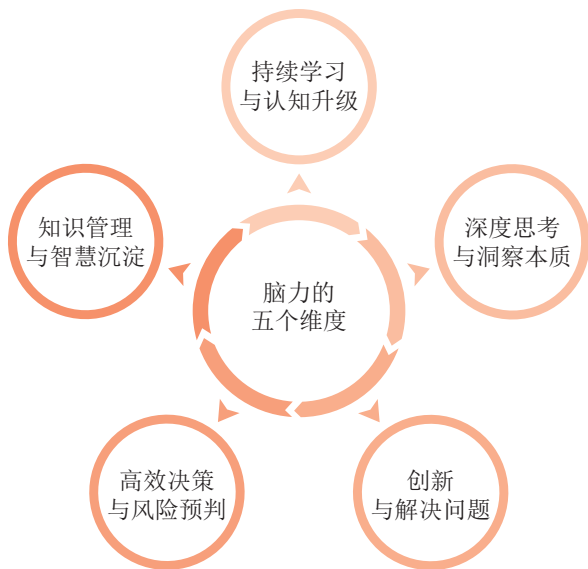 持续学习
与认知升级
知识管理
与智慧沉淀
深度思考
与洞察本质
脑力的
五个维度
高效决策
与风险预判
创新
与解决问题